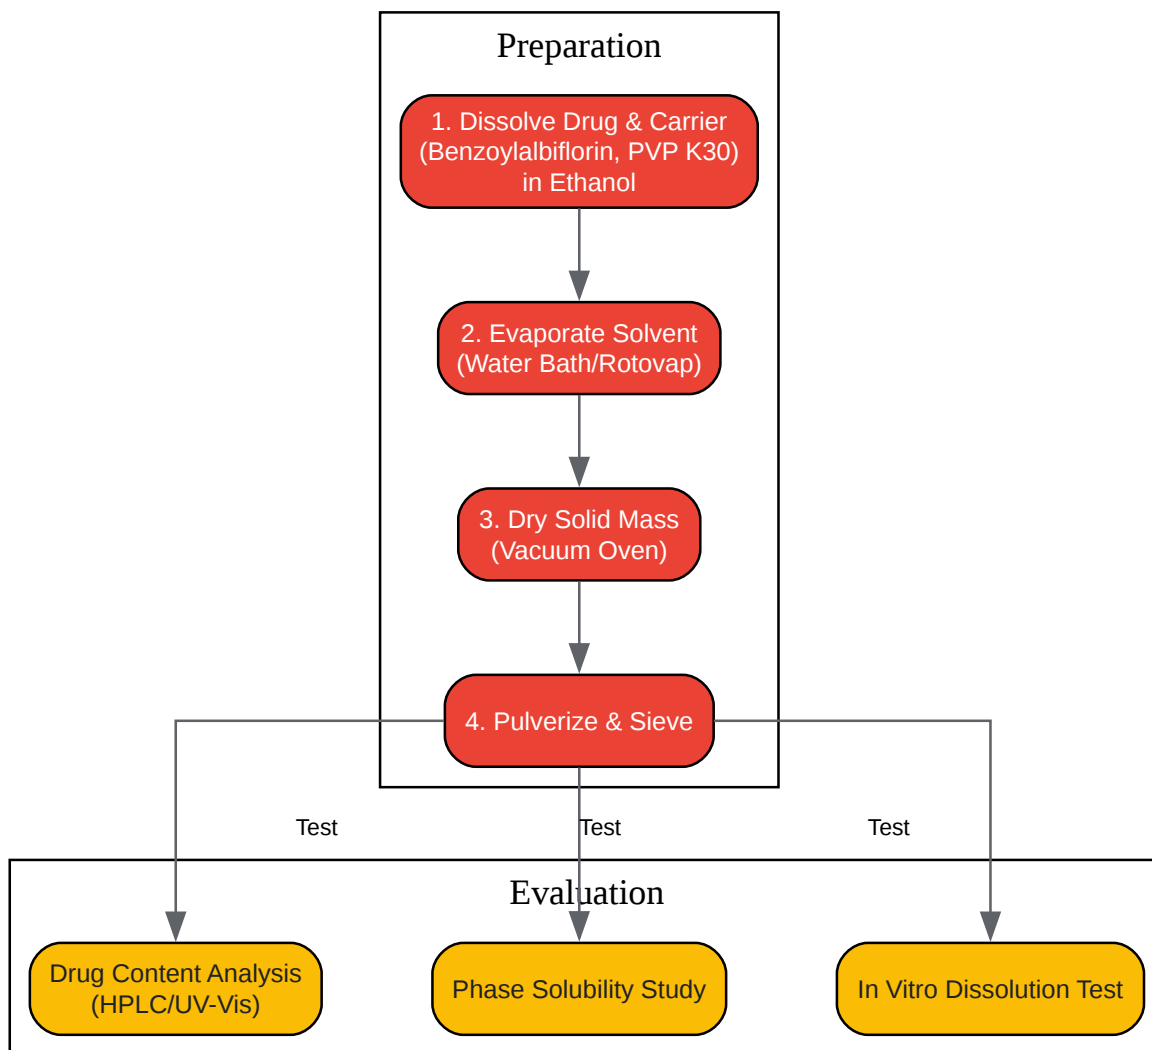 Preparation
1. Dissolve Drug & Carrier
(Benzoylalbiflorin, PVP K30)
in Ethanol
2. Evaporate Solvent
(Water Bath/Rotovap)
3. Dry Solid Mass
(Vacuum Oven)
4. Pulverize & Sieve
Test
Test
Test
Evaluation
Drug Content Analysis
(HPLC/UV-Vis)
Phase Solubility Study
In Vitro Dissolution Test